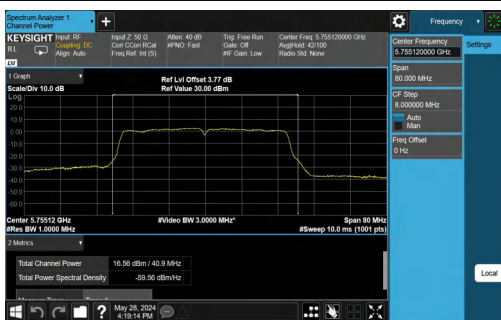 Spectrum Analyzer 1
Channel Power
Frequency
KEYSIGHT
RL
LW
Input: RF
Coupling: DC
Align: Auto
Input Z: 50 Ω
Corr CCorr RCal
Freq Ref: Int (S)
Atten: 40 dB
#PNO: Fast
Trig: Free Run
Gate: Off
#IF Gain: Low
Center Freq: 5.755120000 GHz
Avg|Hold: 42/100
Radio Std: None
Center Frequency
5.755120000 GHz
Settings
Span
80.000 MHz
CF Step
8.000000 MHz
Auto
Man
Freq Offset
0 Hz
Local
1 Graph
Scale/Div 10.0 dB
Ref Lvl Offset 3.77 dB
Ref Value 30.00 dBm
Log
20.0
10.0
0.00
-10.0
-20.0
-30.0
-40.0
-50.0
-60.0
Center 5.75512 GHz
#Res BW 1.0000 MHz
#Video BW 3.0000 MHz*
Span 80 MHz
#Sweep 10.0 ms (1001 pts)
2 Metrics
Total Channel Power
16.56 dBm / 40.9 MHz
Total Power Spectral Density
-59.56 dBm/Hz
?
May 28, 2024
4:19:14 PM